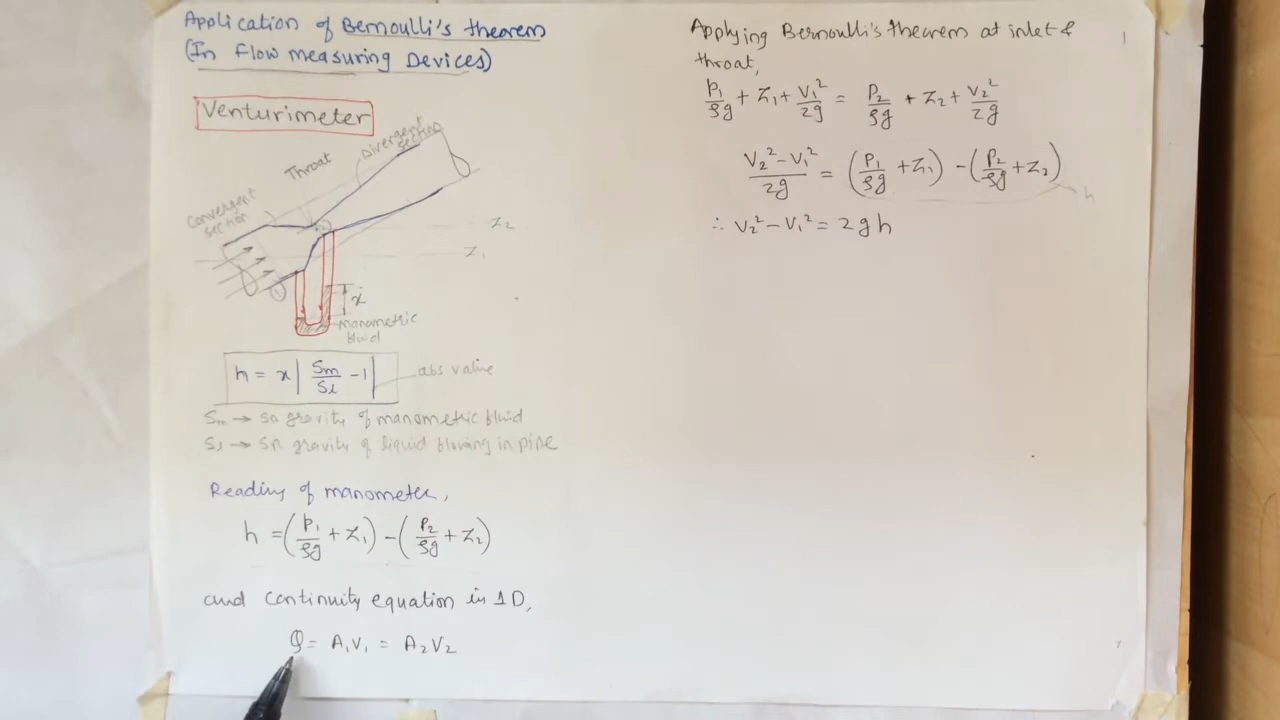 Application of Bernoulli's theorem
(In Flow measuring Devices)
Venturimeter
Divergent section
Throat
Convergent section
Z₂
Z₁
1
x
manometric fluid
h = x | Sm/Sl - 1 |
abs value
Sm → sp gravity of manometric fluid
Sl → sp gravity of liquid flowing in pipe
Reading of manometer,
h = (P₁/ρg + Z₁) - (P₂/ρg + Z₂)
and continuity equation in 1D,
Q = A₁V₁ = A₂V₂
Applying Bernoulli's theorem at inlet &
throat,
P₁/ρg + Z₁ + V₁²/2g = P₂/ρg + Z₂ + V₂²/2g
(V₂² - V₁²)/2g = (P₁/ρg + Z₁) - (P₂/ρg + Z₂)
h
∴ V₂² - V₁² = 2gh